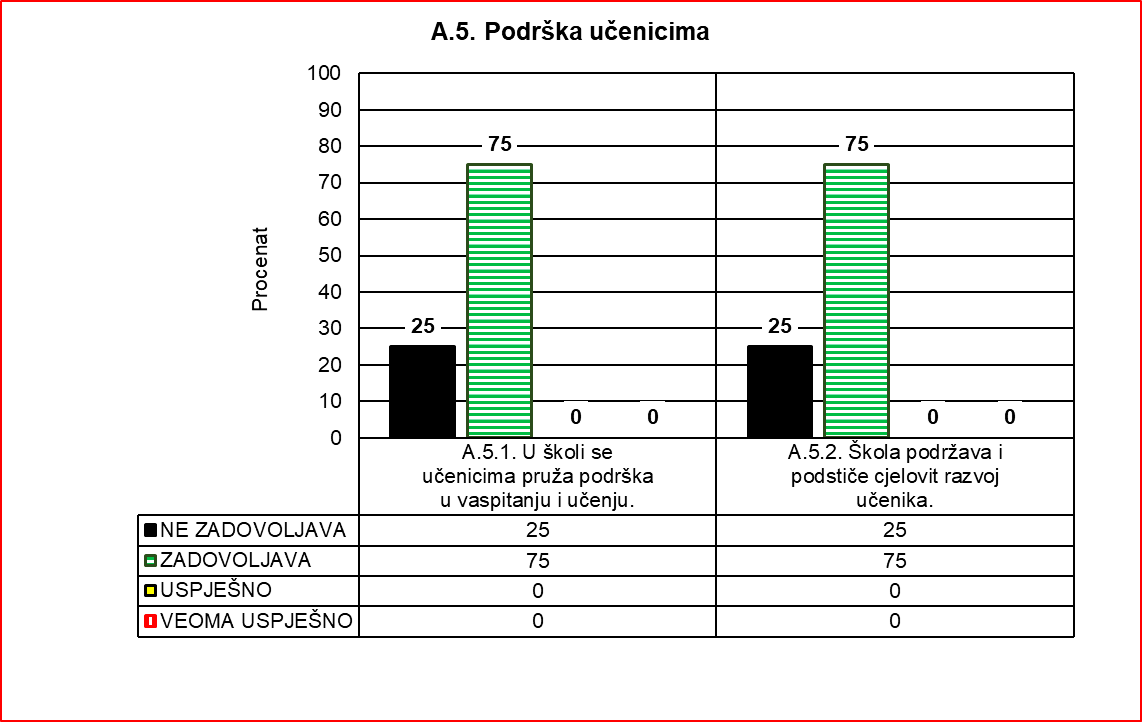 A.5. Podrška učenicima
100
90
80
70
60
50
40
30
20
10
0
Procenat
25
75
0
0
25
75
0
0
A.5.1. U školi se
učenicima pruža podrška
u vaspitanju i učenju.
A.5.2. Škola podržava i
podstiče cjelovit razvoj
učenika.
NE ZADOVOLJAVA 25 25
ZADOVOLJAVA 75 75
USPJEŠNO 0 0
VEOMA USPJEŠNO 0 0